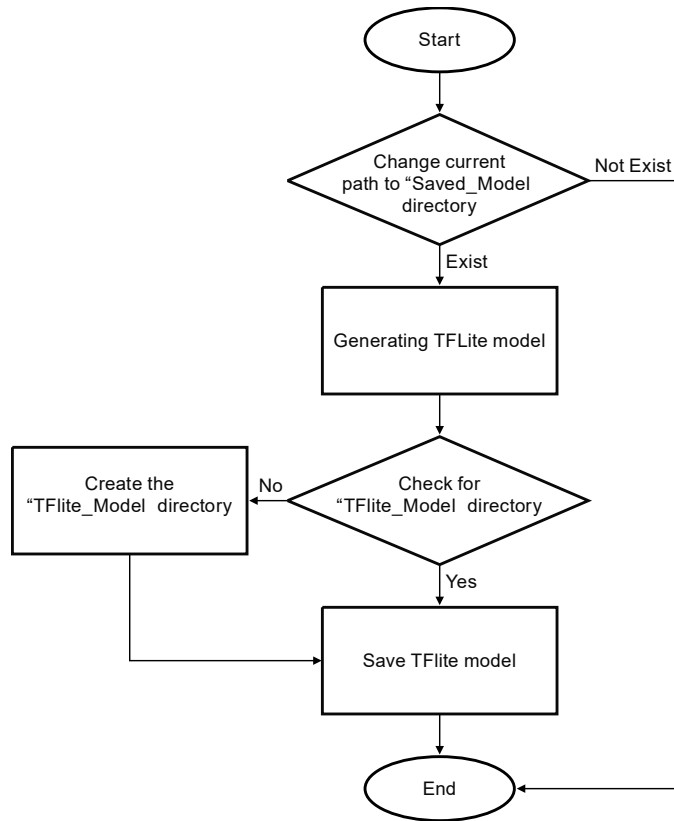 Start
Change current
path to “Saved_Model
directory
Not Exist
Exist
Generating TFLite model
Create the
“TFlite_Model directory
No
Check for
“TFlite_Model directory
Yes
Save TFlite model
End